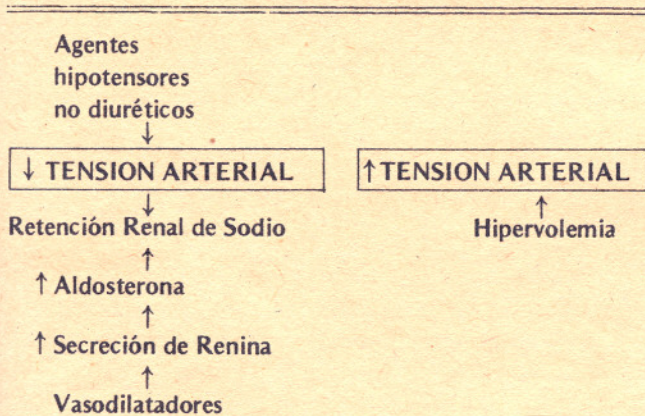 Agentes
hipotensores
no diuréticos
↓
↓ TENSION ARTERIAL
↑ TENSION ARTERIAL
↓
↑
Retención Renal de Sodio
Hipervolemia
↑
↑ Aldosterona
↑
↑ Secreción de Renina
↑
Vasodilatadores